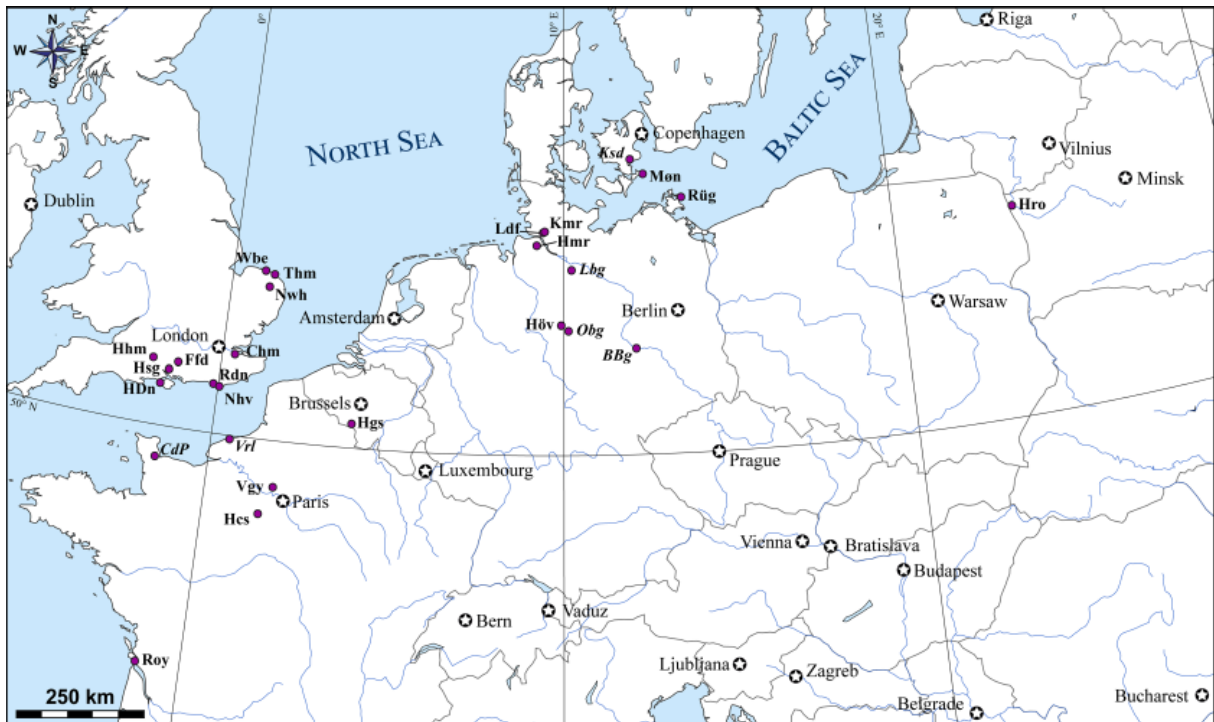 N
W E
S
0°
10° E
20° E
Riga
NORTH SEA
BALTIC SEA
Copenhagen
Vilnius
Ksd
Minsk
Møn
Dublin
Rüg
Hro
Ldf
Kmr
Hmr
Wbe
Thm
Lbg
Nwh
Warsaw
Amsterdam
Berlin
Höv
Obg
London
BBg
Hhm
Ffd
Chm
Hsg
Rdn
HDn
Nhv
50° N
Brussels
Hgs
CdP
Vrl
Prague
Luxembourg
Vgy
Paris
Hcs
Vienna
Bratislava
Budapest
Vaduz
Bern
Roy
Ljubljana
Zagreb
250 km
Belgrade
Bucharest